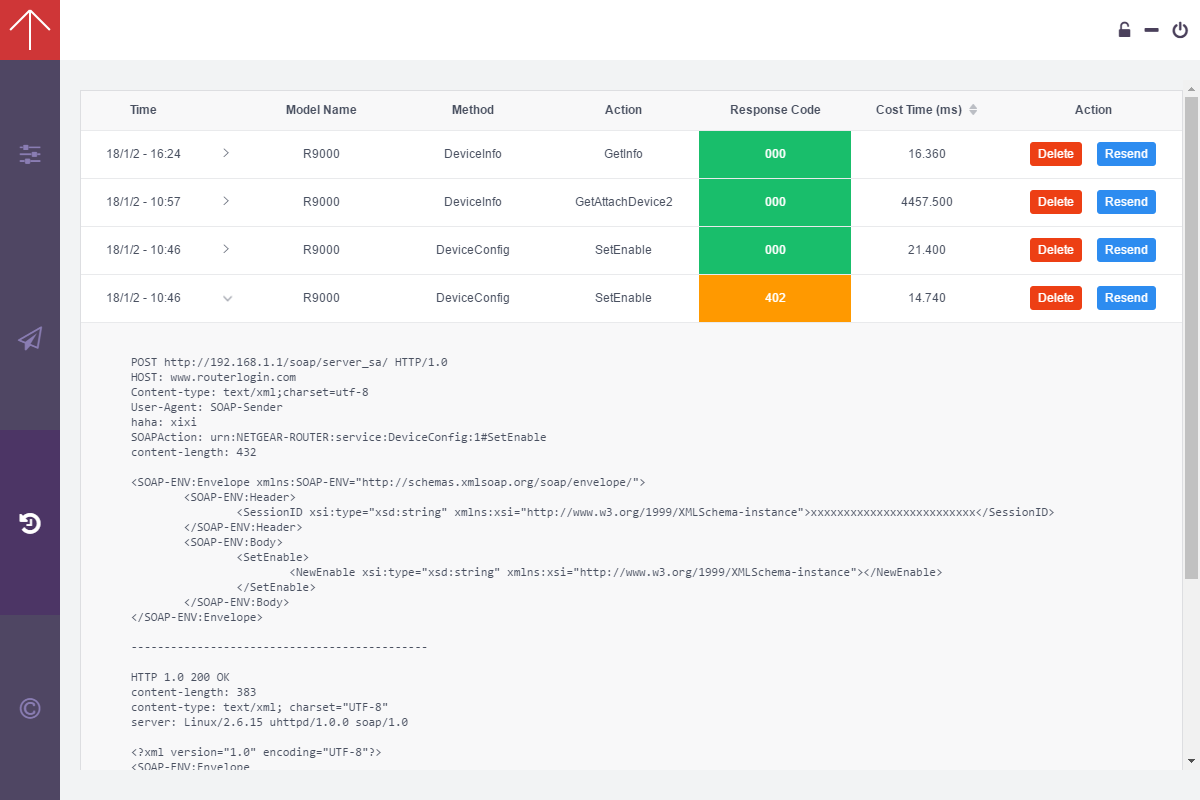 Time Model Name Method Action Response Code Cost Time (ms) Action
18/1/2 - 16:24 R9000 DeviceInfo GetInfo 000 16.360 Delete Resend
18/1/2 - 10:57 R9000 DeviceInfo GetAttachDevice2 000 4457.500 Delete Resend
18/1/2 - 10:46 R9000 DeviceConfig SetEnable 000 21.400 Delete Resend
18/1/2 - 10:46 R9000 DeviceConfig SetEnable 402 14.740 Delete Resend
POST http://192.168.1.1/soap/server_sa/ HTTP/1.0
HOST: www.routerlogin.com
Content-type: text/xml;charset=utf-8
User-Agent: SOAP-Sender
haha: xixi
SOAPAction: urn:NETGEAR-ROUTER:service:DeviceConfig:1#SetEnable
content-length: 432
<SOAP-ENV:Envelope xmlns:SOAP-ENV="http://schemas.xmlsoap.org/soap/envelope/">
<SOAP-ENV:Header>
<SessionID xsi:type="xsd:string" xmlns:xsi="http://www.w3.org/1999/XMLSchema-instance">xxxxxxxxxxxxxxxxxxxxxxxxx</SessionID>
</SOAP-ENV:Header>
<SOAP-ENV:Body>
<SetEnable>
<NewEnable xsi:type="xsd:string" xmlns:xsi="http://www.w3.org/1999/XMLSchema-instance"></NewEnable>
</SetEnable>
</SOAP-ENV:Body>
</SOAP-ENV:Envelope>
---------------------------------------------
HTTP 1.0 200 OK
content-length: 383
content-type: text/xml; charset="UTF-8"
server: Linux/2.6.15 uhttpd/1.0.0 soap/1.0
<?xml version="1.0" encoding="UTF-8"?>
<SOAP-ENV:Envelope